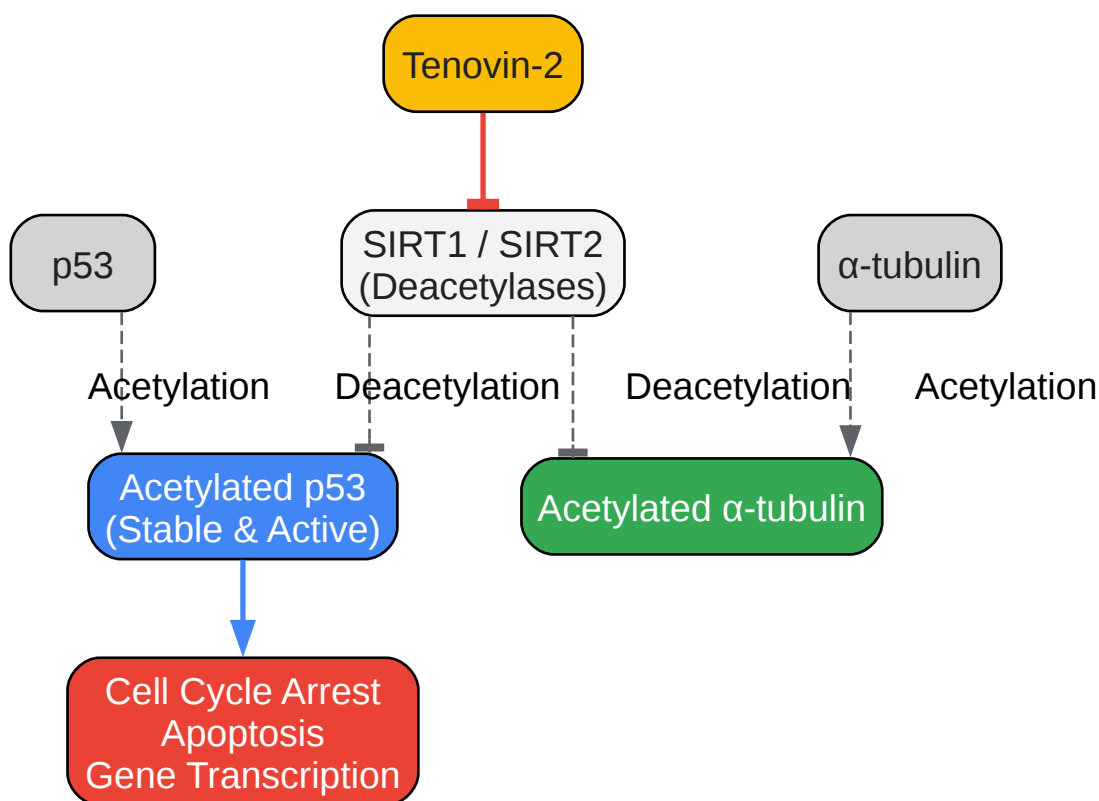 Tenovin-2
p53
SIRT1 / SIRT2
(Deacetylases)
α-tubulin
Acetylation
Deacetylation
Deacetylation
Acetylation
Acetylated p53
(Stable & Active)
Acetylated α-tubulin
Cell Cycle Arrest
Apoptosis
Gene Transcription